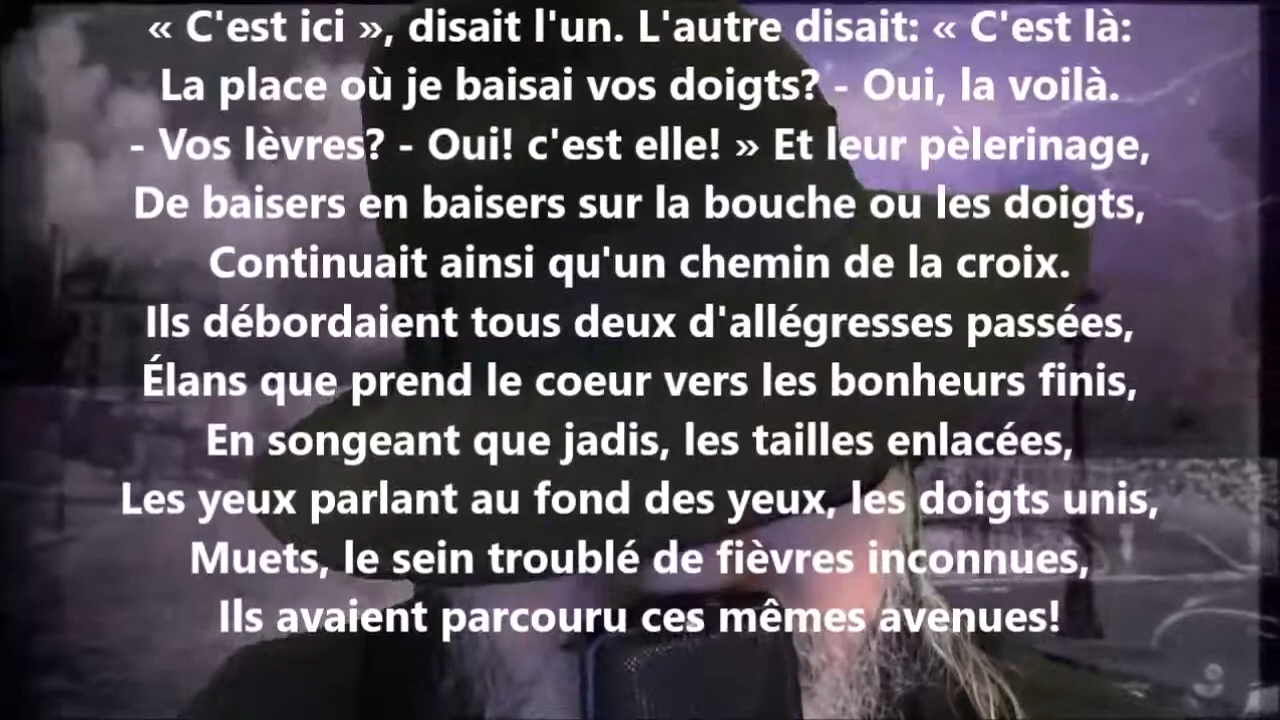 « C'est ici », disait l'un. L'autre disait: « C'est là:
La place où je baisai vos doigts? - Oui, la voilà.
- Vos lèvres? - Oui! c'est elle! » Et leur pèlerinage,
De baisers en baisers sur la bouche ou les doigts,
Continuait ainsi qu'un chemin de la croix.
Ils débordaient tous deux d'allégresses passées,
Élans que prend le coeur vers les bonheurs finis,
En songeant que jadis, les tailles enlacées,
Les yeux parlant au fond des yeux, les doigts unis,
Muets, le sein troublé de fièvres inconnues,
Ils avaient parcouru ces mêmes avenues!